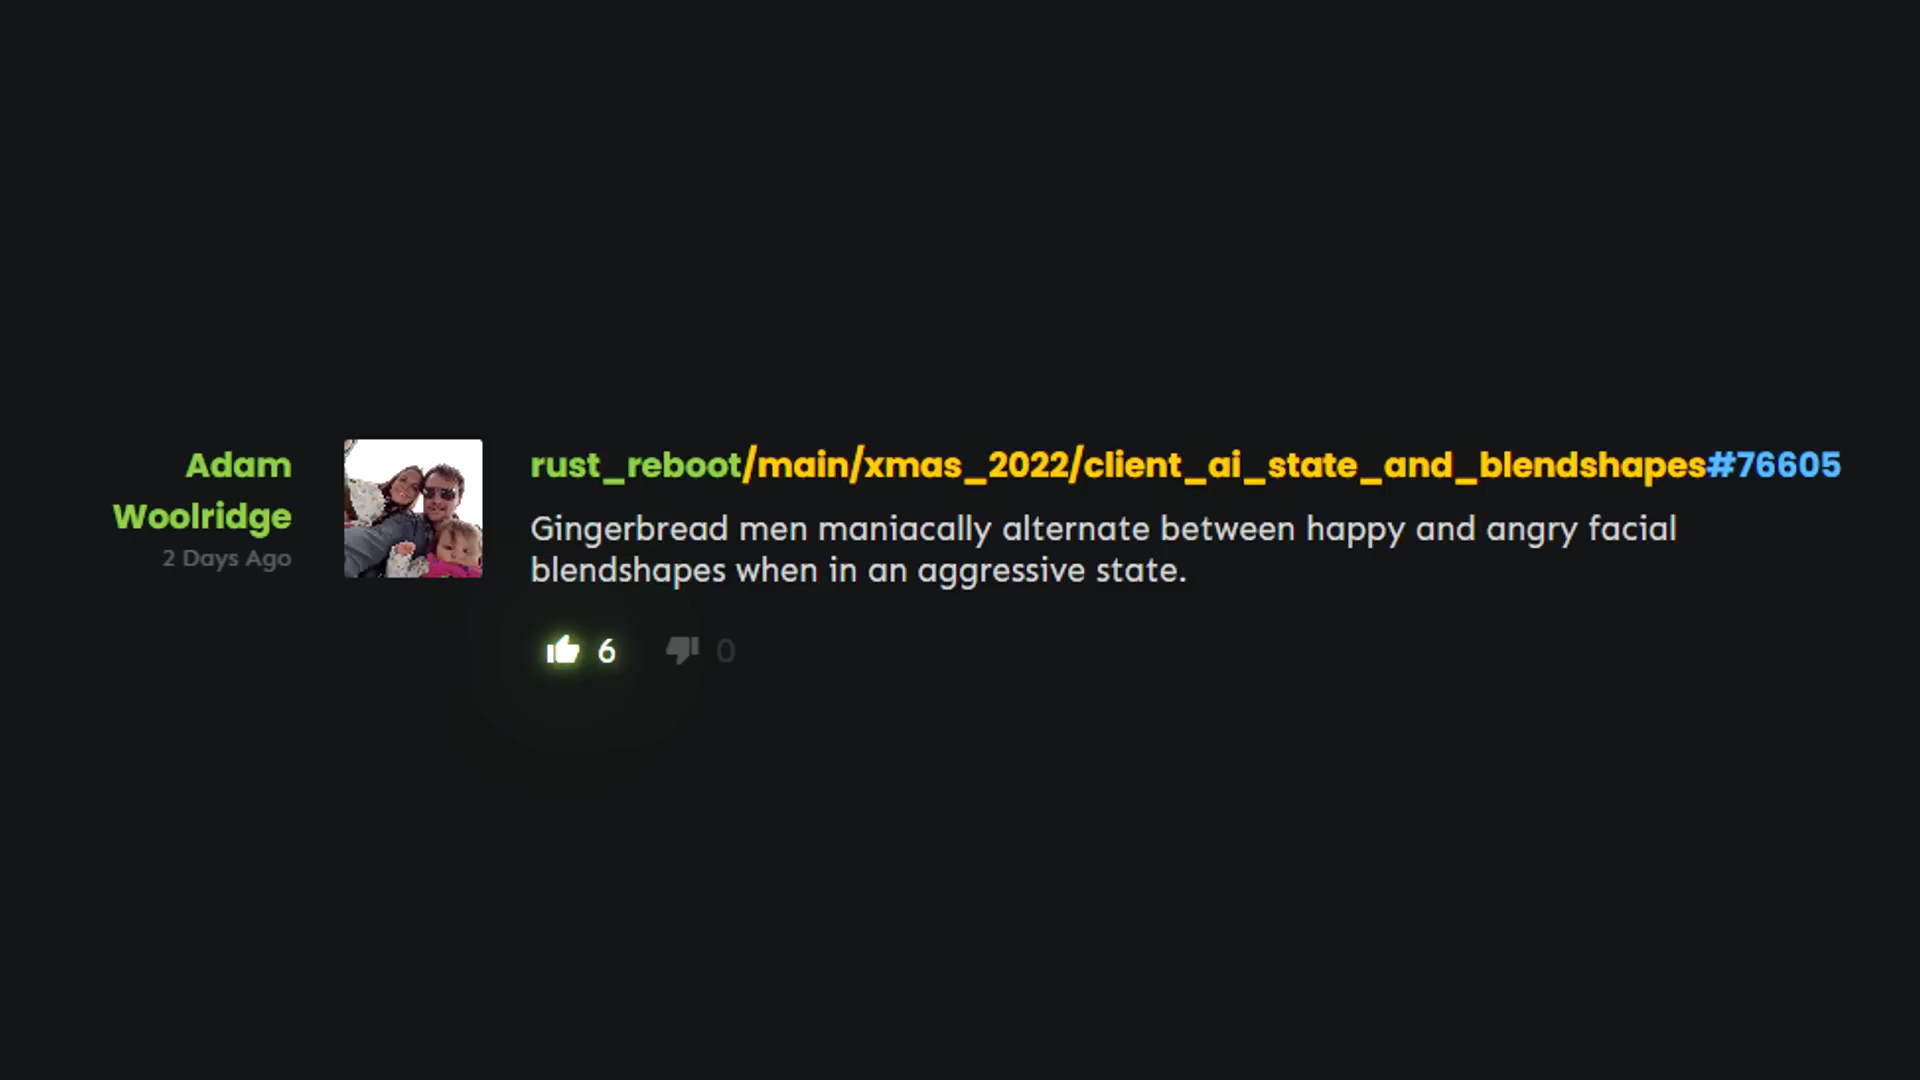 Adam
Woolridge
2 Days Ago
rust_reboot/main/xmas_2022/client_ai_state_and_blendshapes#76605
Gingerbread men maniacally alternate between happy and angry facial
blendshapes when in an aggressive state.
6 0